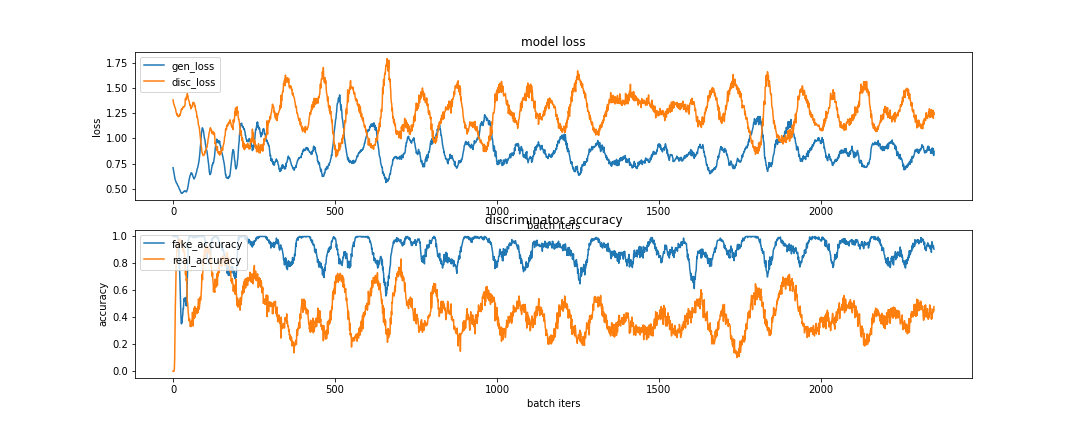 model loss
1.75
1.50
1.25
1.00
0.75
0.50
loss
gen_loss
disc_loss
0 500 1000 1500 2000
batch iters
discriminator accuracy
1.0
0.8
0.6
0.4
0.2
0.0
accuracy
fake_accuracy
real_accuracy
0 500 1000 1500 2000
batch iters